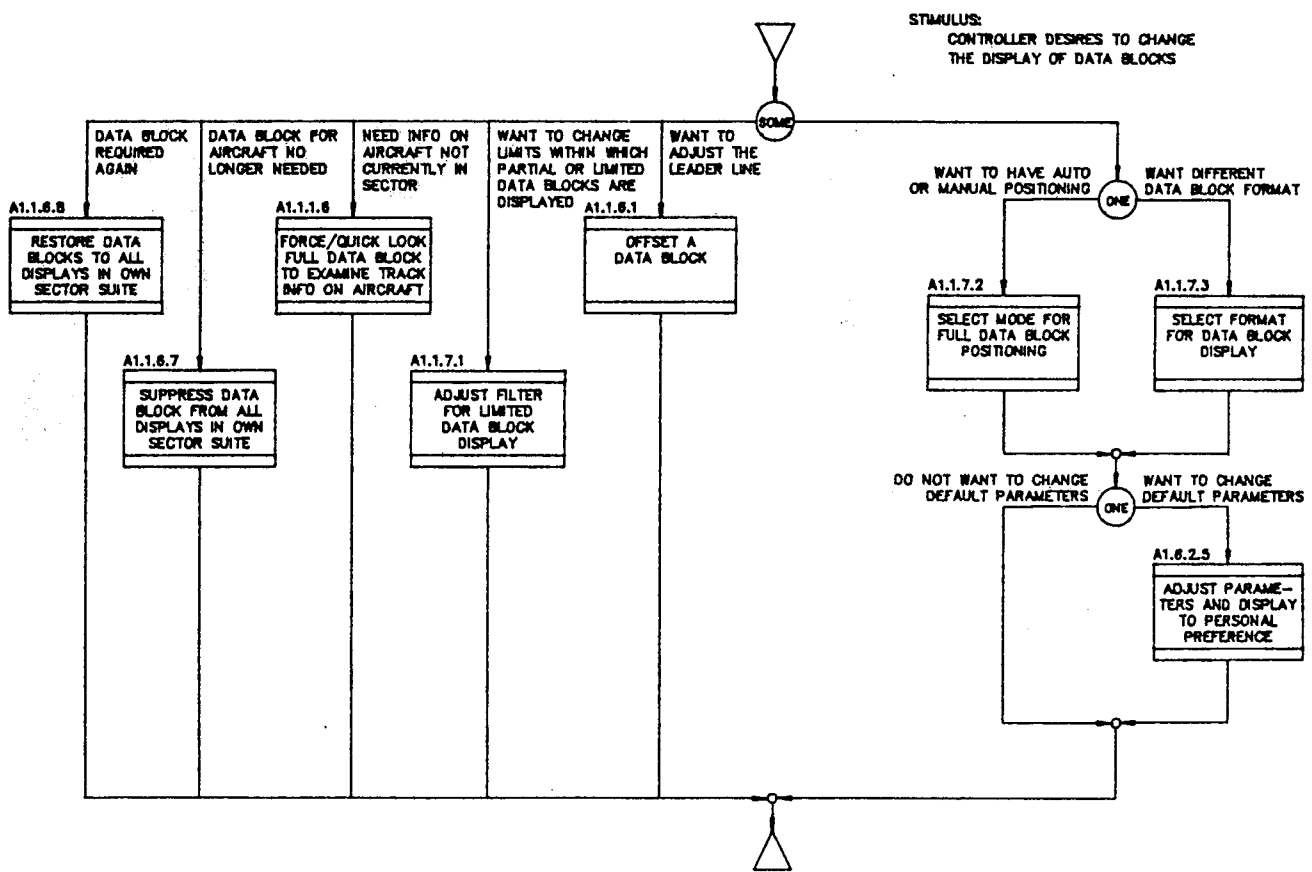 STIMULUS:
CONTROLLER DESIRES TO CHANGE
THE DISPLAY OF DATA BLOCKS
SOME
DATA BLOCK
REQUIRED
AGAIN
DATA BLOCK FOR
AIRCRAFT NO
LONGER NEEDED
NEED INFO ON
AIRCRAFT NOT
CURRENTLY IN
SECTOR
WANT TO CHANGE
LIMITS WITHIN WHICH
PARTIAL OR LIMITED
DATA BLOCKS ARE
DISPLAYED
WANT TO
ADJUST THE
LEADER LINE
WANT TO HAVE AUTO
OR MANUAL POSITIONING
ONE
WANT DIFFERENT
DATA BLOCK FORMAT
A1.1.6.8
RESTORE DATA
BLOCKS TO ALL
DISPLAYS IN OWN
SECTOR SUITE
A1.1.1.6
FORCE/QUICK LOOK
FULL DATA BLOCK
TO EXAMINE TRACK
INFO ON AIRCRAFT
A1.1.6.1
OFFSET A
DATA BLOCK
A1.1.7.2
SELECT MODE FOR
FULL DATA BLOCK
POSITIONING
A1.1.7.3
SELECT FORMAT
FOR DATA BLOCK
DISPLAY
A1.1.6.7
SUPPRESS DATA
BLOCK FROM ALL
DISPLAYS IN OWN
SECTOR SUITE
A1.1.7.1
ADJUST FILTER
FOR LIMITED
DATA BLOCK
DISPLAY
DO NOT WANT TO CHANGE
DEFAULT PARAMETERS
ONE
WANT TO CHANGE
DEFAULT PARAMETERS
A1.6.2.5
ADJUST PARAME-
TERS AND DISPLAY
TO PERSONAL
PREFERENCE